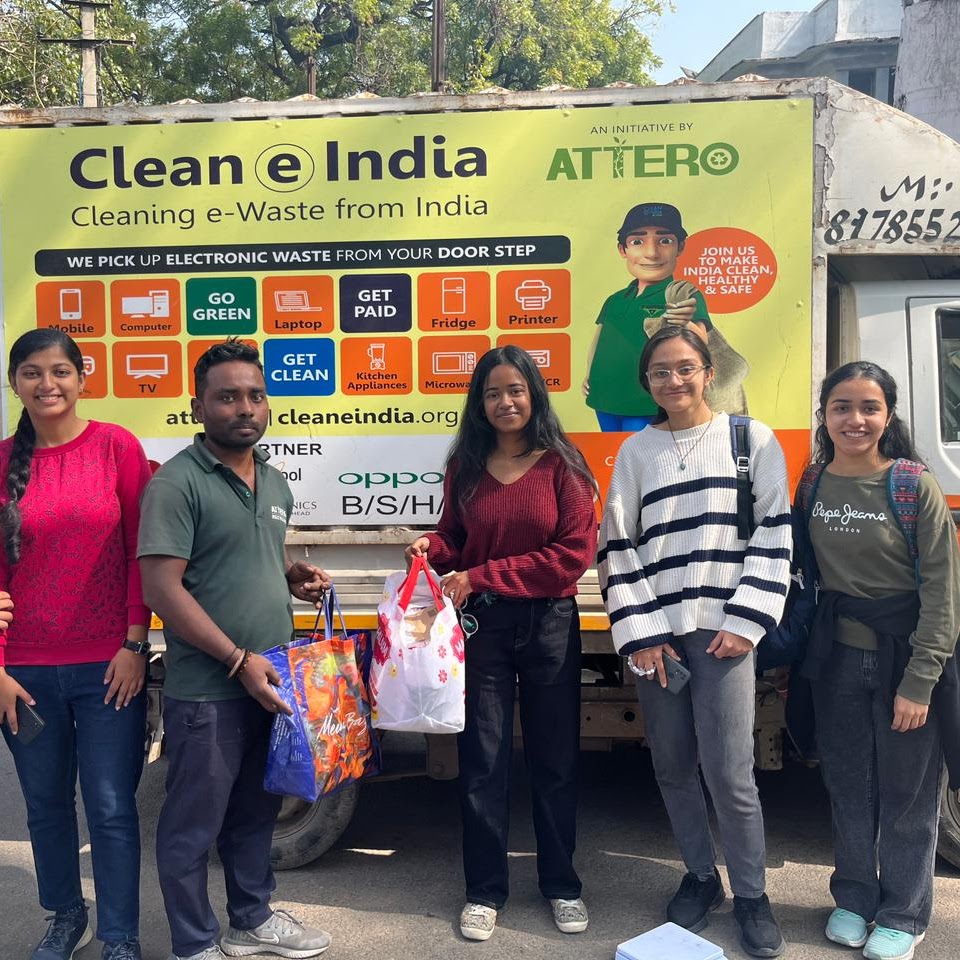 Clean e India
Cleaning e-Waste from India
AN INITIATIVE BY
ATTERO
WE PICK UP ELECTRONIC WASTE FROM YOUR DOOR STEP
JOIN US
TO MAKE
INDIA CLEAN,
HEALTHY
& SAFE
M::
Mobile
Computer
GO
GREEN
Laptop
GET
PAID
Fridge
Printer
TV
GET
CLEAN
Kitchen
Appliances
cleaneindia.org
oppo
B/S/H/
Pepe Jeans
LONDON